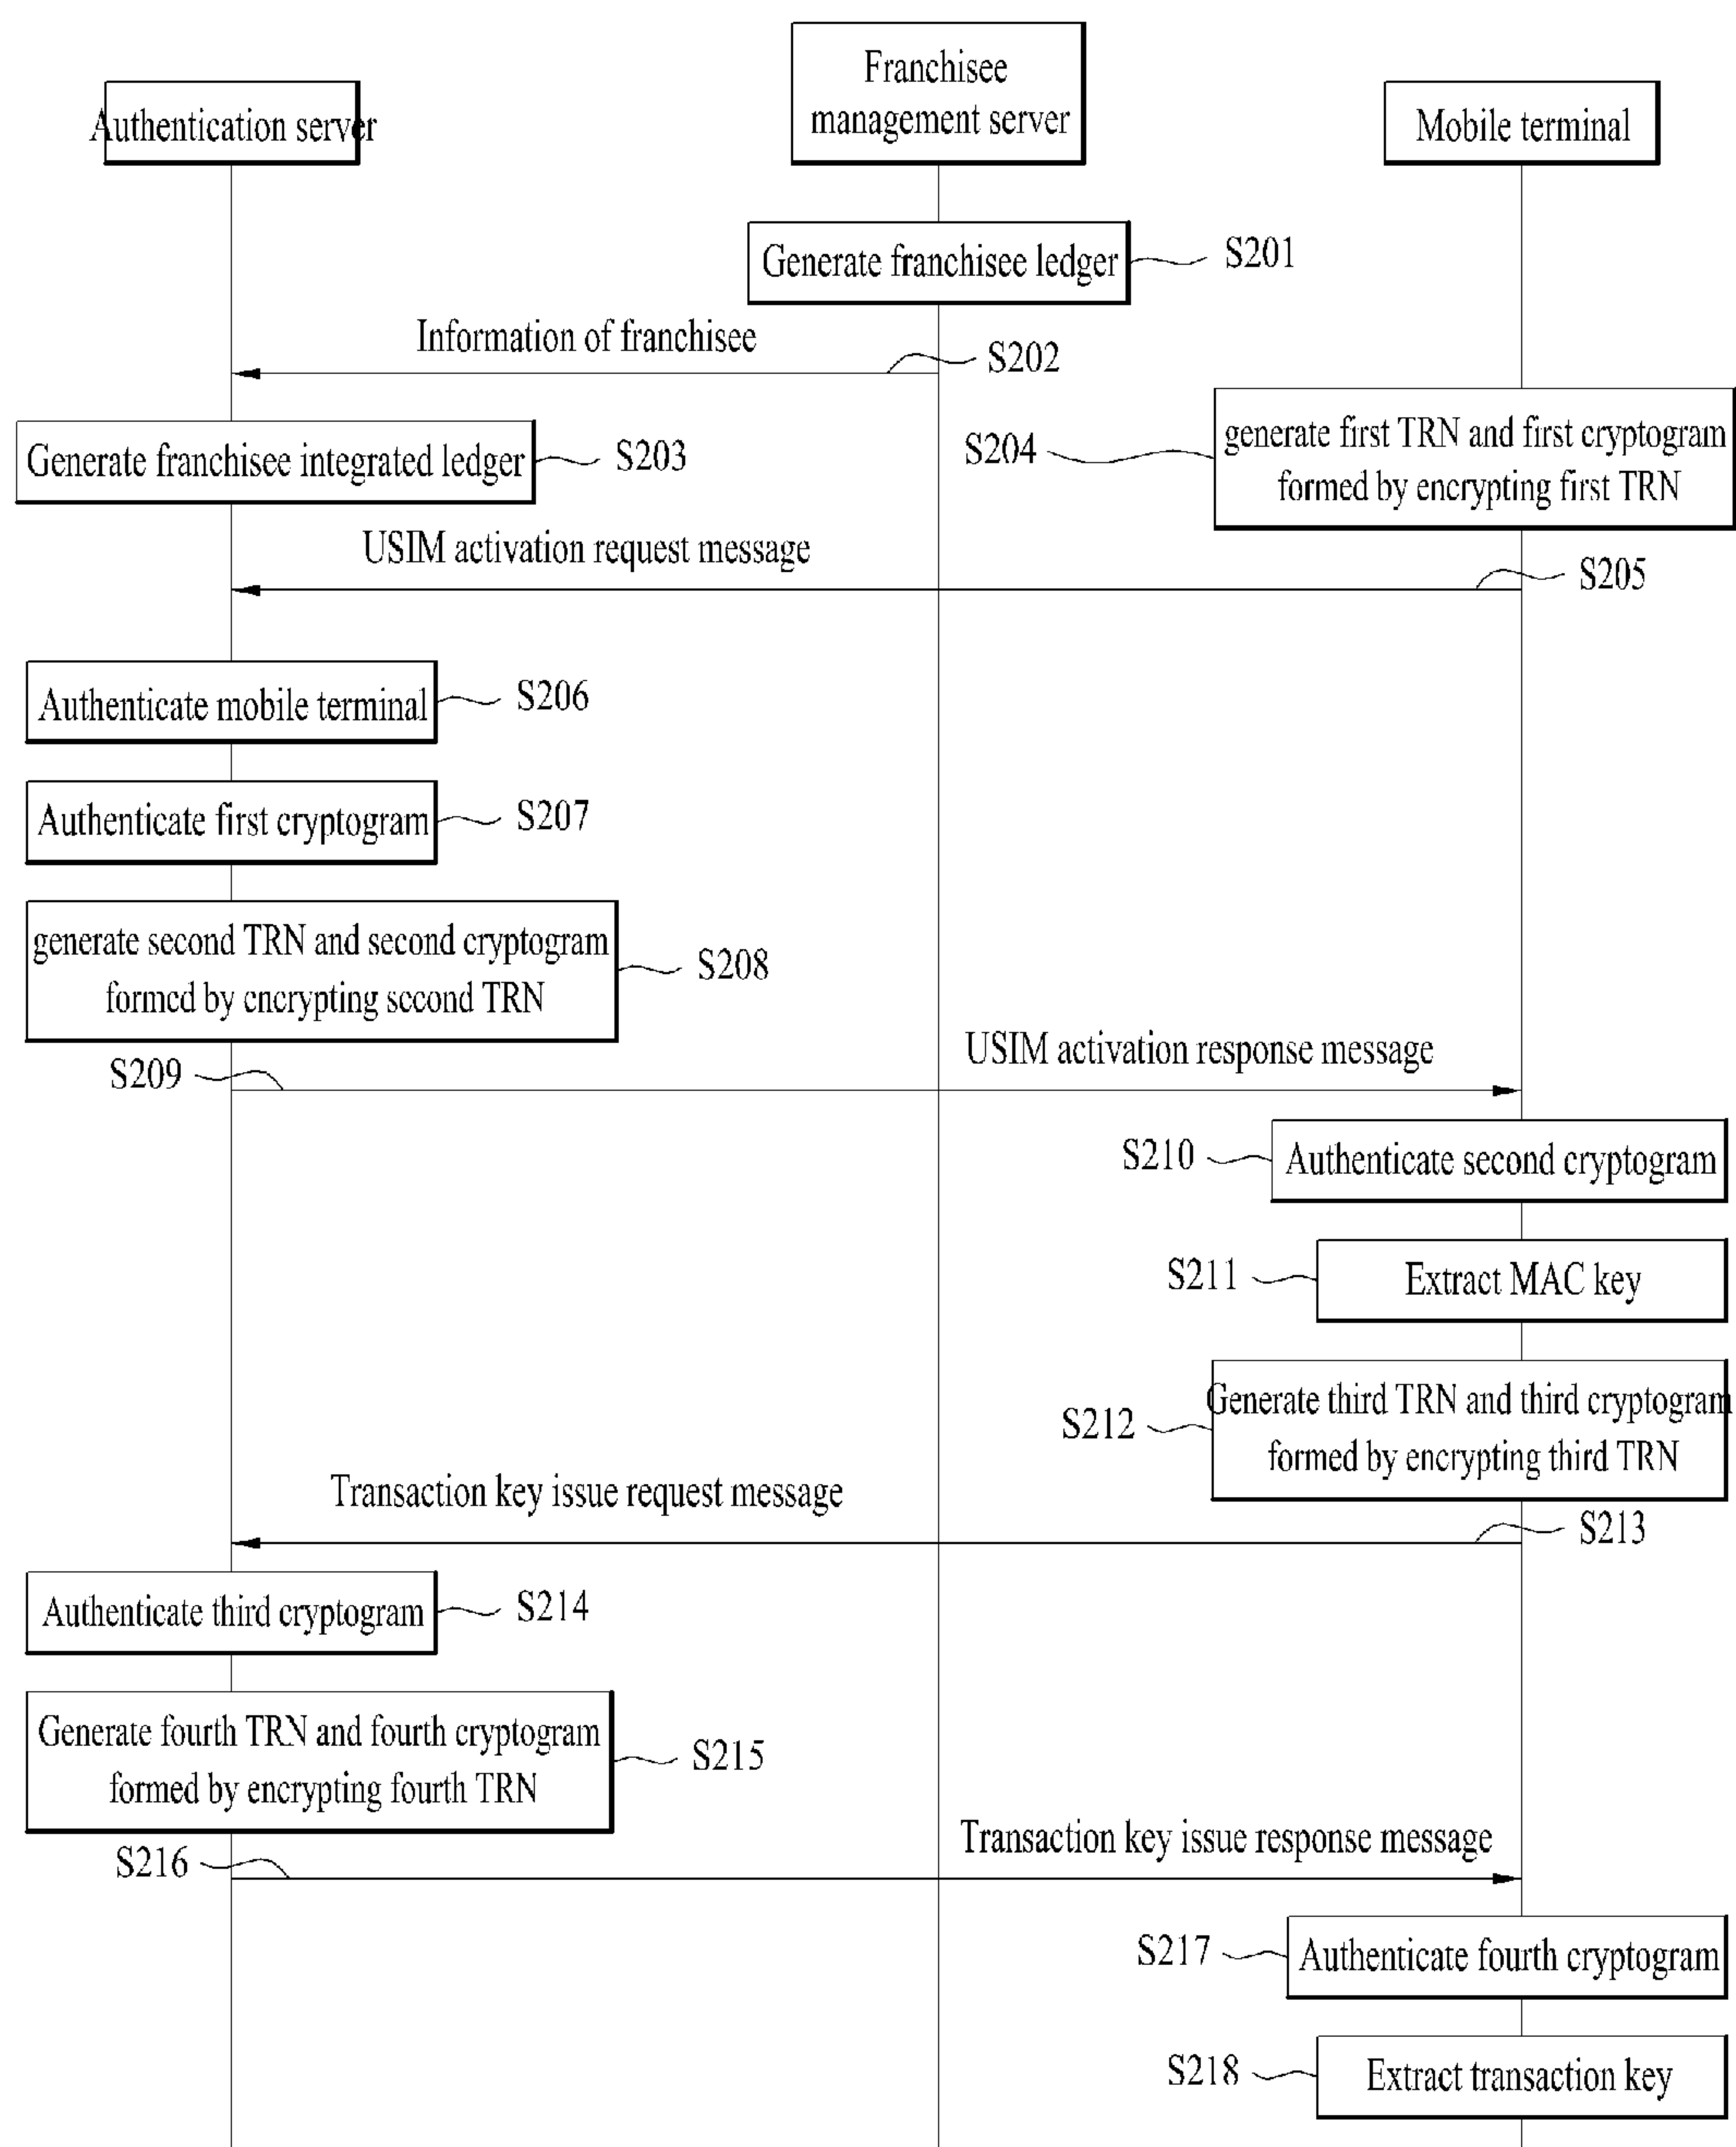 Franchisee
management server
Authentication server
Mobile terminal
Generate franchisee ledger
S201
Information of franchisee
S202
generate first TRN and first cryptogram
formed by encrypting first TRN
S204
Generate franchisee integrated ledger
S203
USIM activation request message
S205
Authenticate mobile terminal
S206
Authenticate first cryptogram
S207
generate second TRN and second cryptogram
formed by encrypting second TRN
S208
USIM activation response message
S209
S210
Authenticate second cryptogram
S211
Extract MAC key
S212
Generate third TRN and third cryptogram
formed by encrypting third TRN
Transaction key issue request message
S213
Authenticate third cryptogram
S214
Generate fourth TRN and fourth cryptogram
formed by encrypting fourth TRN
S215
Transaction key issue response message
S216
S217
Authenticate fourth cryptogram
S218
Extract transaction key